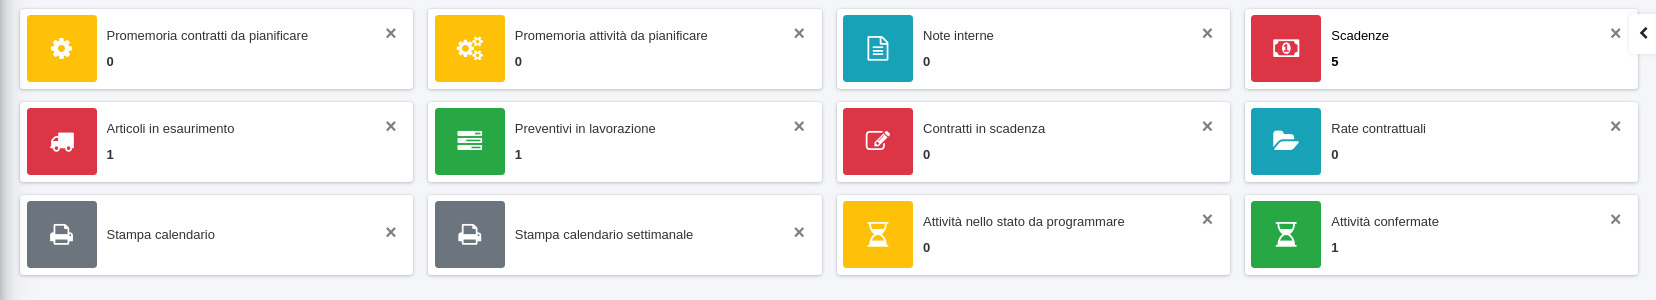 Promemoria contratti da pianificare
0
Promemoria attività da pianificare
0
Note interne
0
Scadenze
5
Articoli in esaurimento
1
Preventivi in lavorazione
1
Contratti in scadenza
0
Rate contrattuali
0
Stampa calendario
Stampa calendario settimanale
Attività nello stato da programmare
0
Attività confermate
1